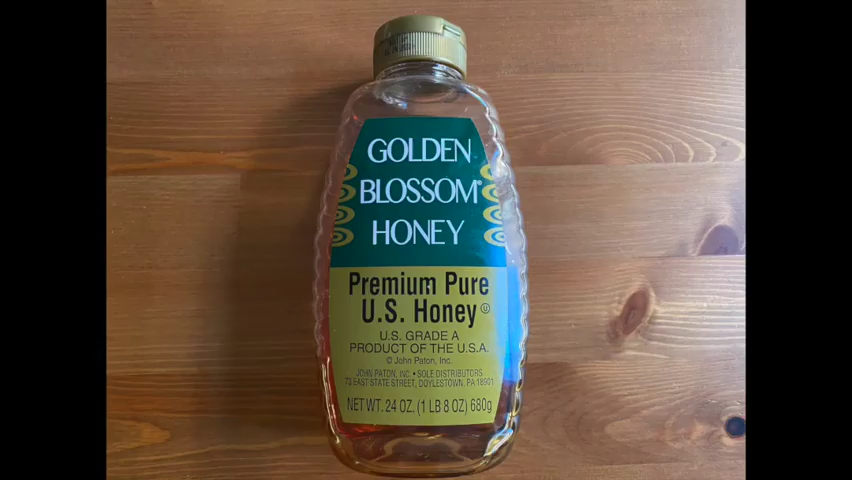 GOLDEN
BLOSSOM®
HONEY
Premium Pure
U.S. Honey Ⓤ
U.S. GRADE A
PRODUCT OF THE U.S.A.
© John Paton, Inc.
JOHN PATON, INC. • SOLE DISTRIBUTORS
73 EAST STATE STREET, DOYLESTOWN, PA 18901
NET WT. 24 OZ. (1 LB 8 OZ) 680g